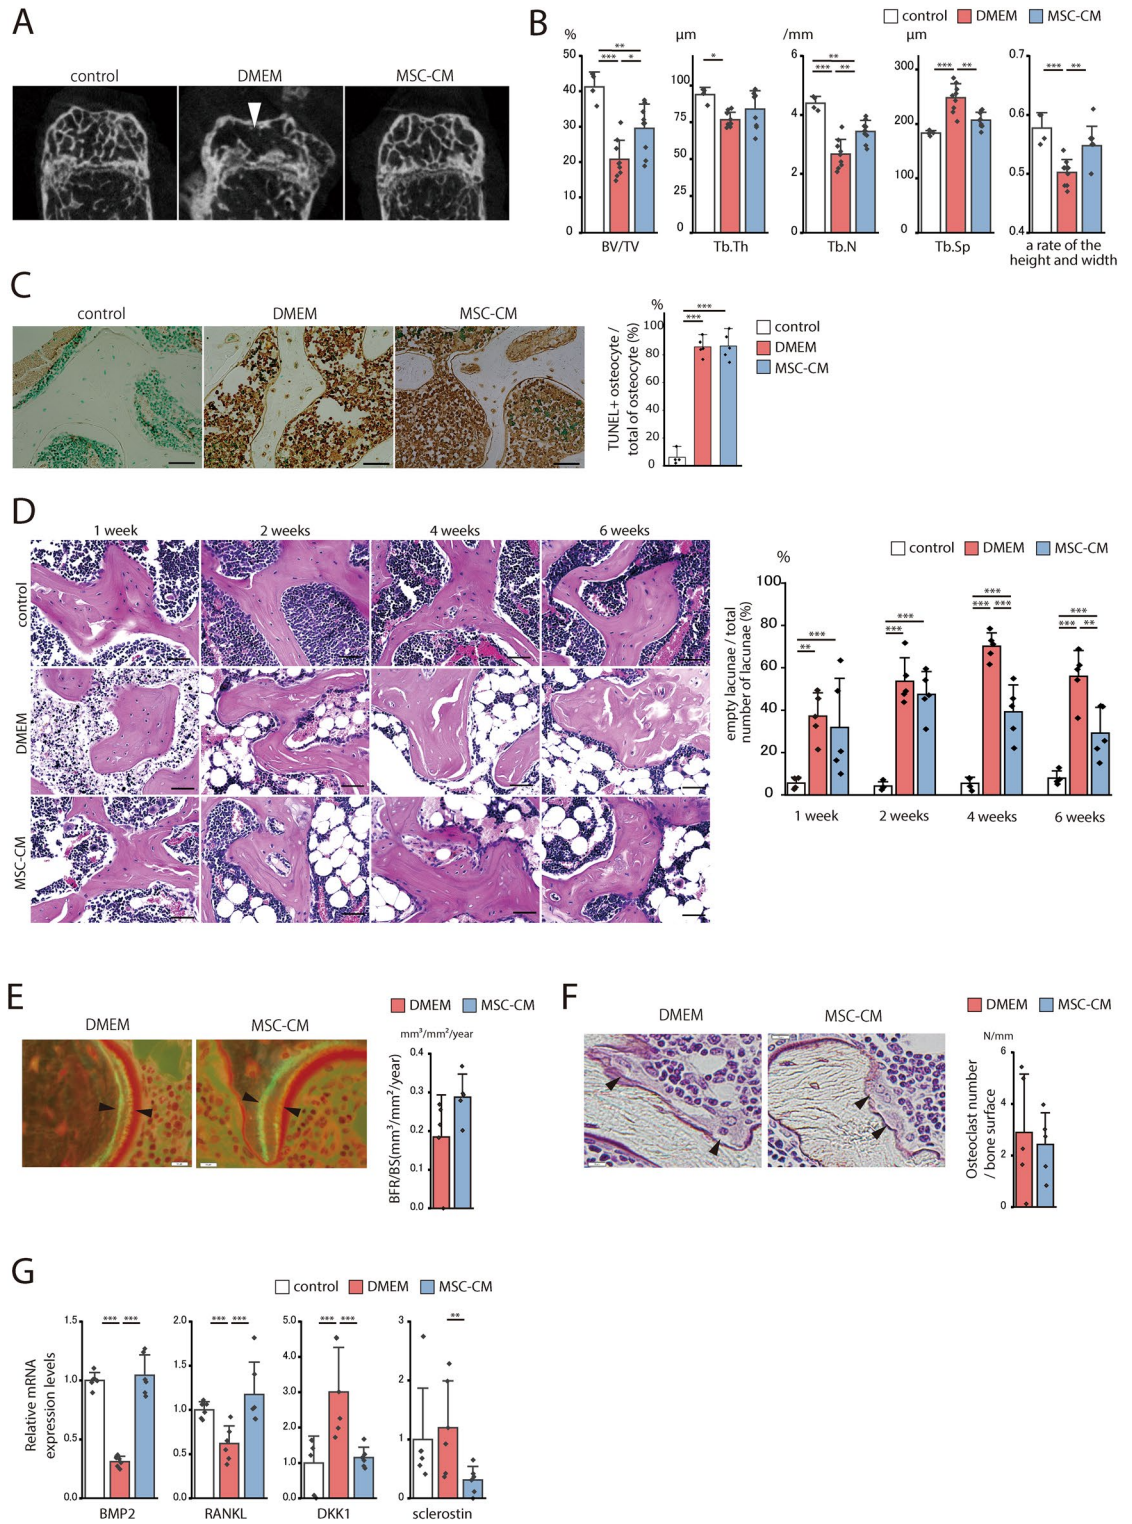 A
control DMEM MSC-CM
B
control DMEM MSC-CM
% μm /mm μm
50 40 30 20 10 0
100 75 50 25 0
6 4 2 0
300 200 100 0
0.7 0.6 0.5 0.4
** *** * * ** *** ** *** ** *** **
BV/TV Tb.Th Tb.N Tb.Sp a rate of the
height and width
C
control DMEM MSC-CM
%
100
80
60
40
20
0
TUNEL+ osteocyte /
total of osteocyte (%)
***
***
control
DMEM
MSC-CM
D
1 week 2 weeks 4 weeks 6 weeks
control
DMEM
MSC-CM
control DMEM MSC-CM
%
100
80
60
40
20
0
empty lacunae / total
number of lacunae (%)
***
**
***
***
***
*** ***
***
*** **
1 week 2 weeks 4 weeks 6 weeks
E
DMEM MSC-CM
DMEM MSC-CM
mm³/mm²/year
0.4
0.3
0.2
0.1
0.0
BFR/BS(mm³/mm²/year)
F
DMEM MSC-CM
DMEM MSC-CM
N/mm
6
4
2
0
Osteoclast number
/ bone surface
G
control DMEM MSC-CM
Relative mRNA
expression levels
1.5 1.0 0.5 0.0
2.0 1.5 1.0 0.5 0.0
5.0 4.0 3.0 2.0 1.0 0.0
3 2 1 0
*** *** *** *** *** *** **
BMP2 RANKL DKK1 sclerostin